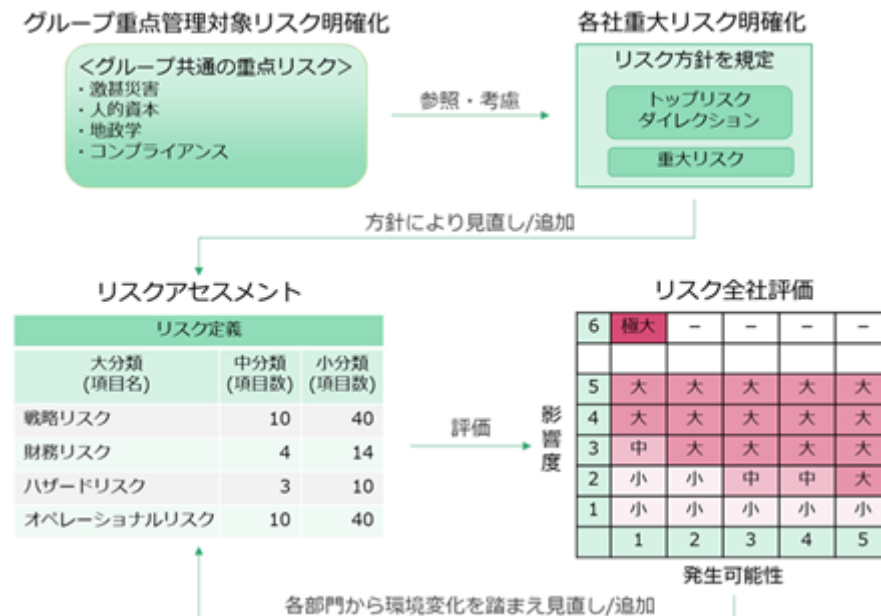 グループ重点管理対象リスク明確化
<グループ共通の重点リスク>
・激甚災害
・人的資本
・地政学
・コンプライアンス
参照・考慮
各社重大リスク明確化
リスク方針を規定
トップリスク
ダイレクション
重大リスク
方針により見直し/追加
リスクアセスメント
リスク定義
大分類 中分類 小分類
(項目名) (項目数) (項目数)
戦略リスク 10 40
財務リスク 4 14
ハザードリスク 3 10
オペレーショナルリスク 10 40
評価
リスク全社評価
影響度
6 極大 − − − −
5 大 大 大 大 大
4 大 大 大 大 大
3 中 大 大 大 大
2 小 小 中 中 大
1 小 小 小 小 小
1 2 3 4 5
発生可能性
各部門から環境変化を踏まえ見直し/追加